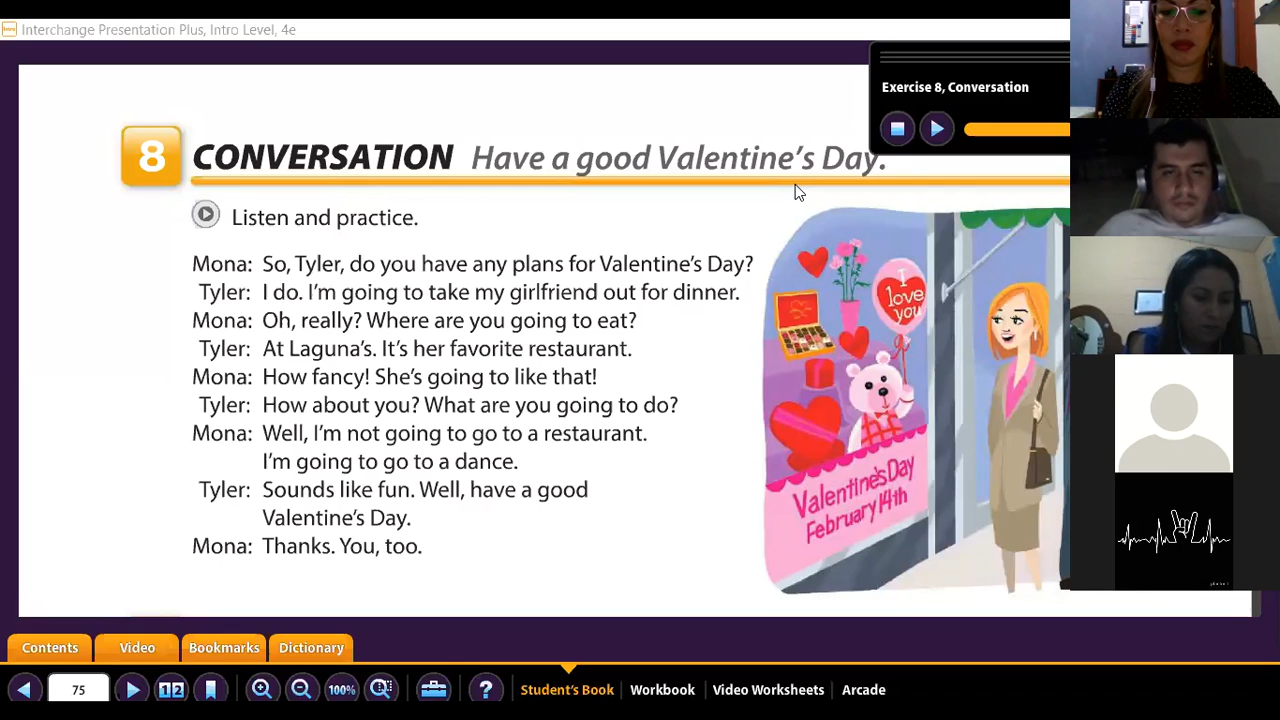 Interchange Presentation Plus, Intro Level, 4e
Exercise 8, Conversation
8 CONVERSATION Have a good Valentine's Day.
Listen and practice.
Mona: So, Tyler, do you have any plans for Valentine's Day?
Tyler: I do. I'm going to take my girlfriend out for dinner.
Mona: Oh, really? Where are you going to eat?
Tyler: At Laguna's. It's her favorite restaurant.
Mona: How fancy! She's going to like that!
Tyler: How about you? What are you going to do?
Mona: Well, I'm not going to go to a restaurant.
I'm going to go to a dance.
Tyler: Sounds like fun. Well, have a good
Valentine's Day.
Mona: Thanks. You, too.
I
love
you
Valentine's Day
February 14th
Contents Video Bookmarks Dictionary
75 1 2 100% ? Student's Book Workbook Video Worksheets Arcade